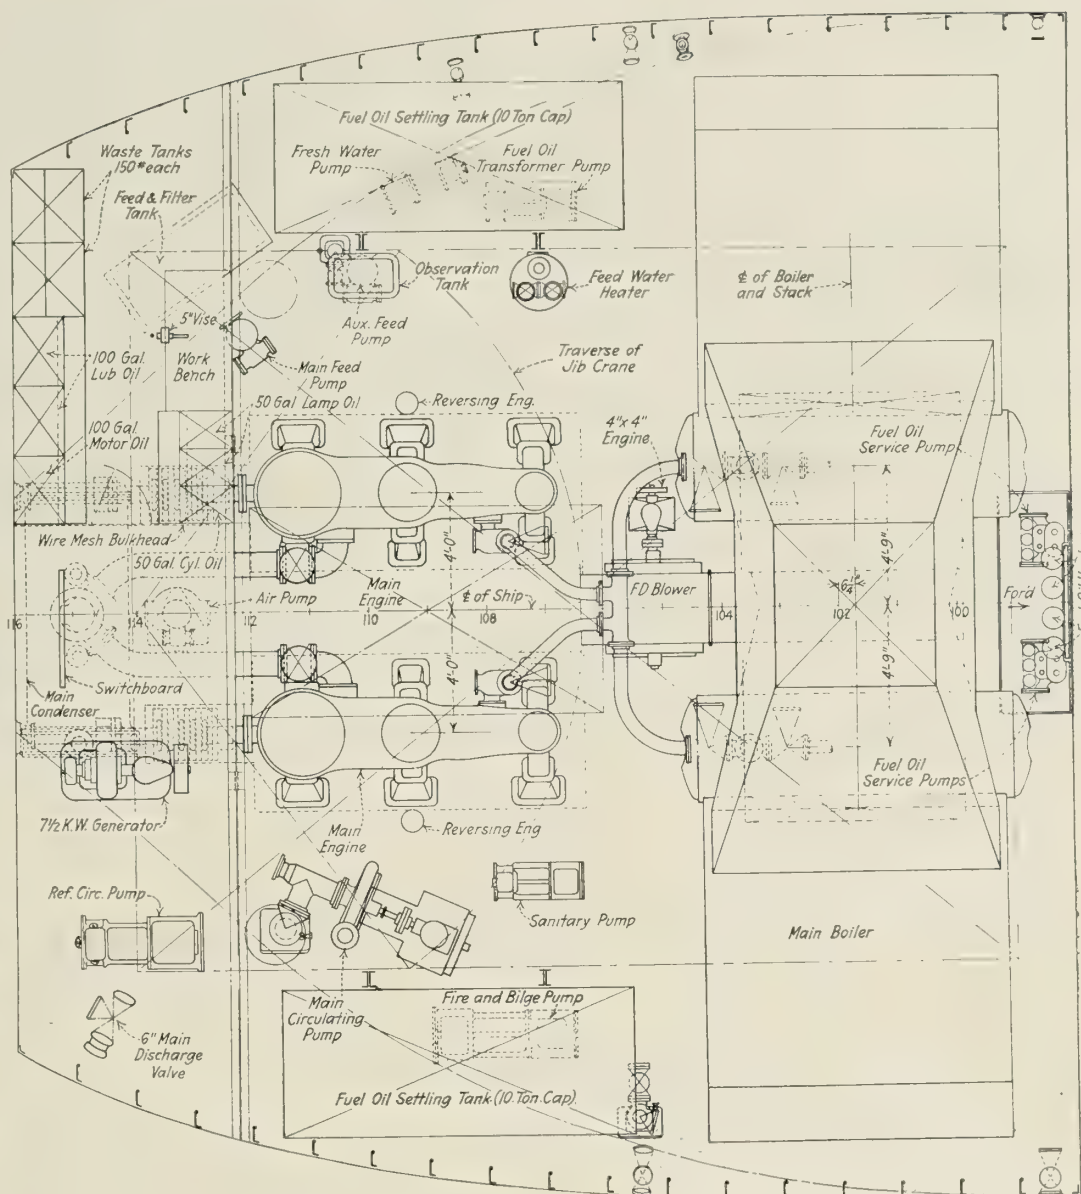 Fuel Oil Settling Tank (10 Ton Cap)
Waste Tanks
150# each
Fresh Water
Pump
Fuel Oil
Transformer Pump
Feed & Filter
Tank
Observation
Tank
Feed Water
Heater
℄ of Boiler
and Stack
5" Vise
Aux. Feed
Pump
100 Gal.
Lub Oil
Work
Bench
Main Feed
Pump
Traverse of
Jib Crane
50 Gal Lamp Oil
Reversing Eng.
4"x 4"
Engine
100 Gal.
Motor Oil
Fuel Oil
Service Pump
Wire Mesh Bulkhead
4'-0"
50 Gal. Cyl. Oil
Main
Engine
4'-9"
Air Pump
℄ of Ship
F D Blower
6¼"
Ford
116
114
112
110
108
104
102
100
4'-0"
4'-9"
Switchboard
Main
Condenser
Fuel Oil
Service Pumps
7½ K.W. Generator
Main
Engine
Reversing Eng
Ref. Circ. Pump
Sanitary Pump
Main Boiler
Main
Circulating
Pump
Fire and Bilge Pump
6" Main
Discharge
Valve
Fuel Oil Settling Tank (10 Ton Cap)